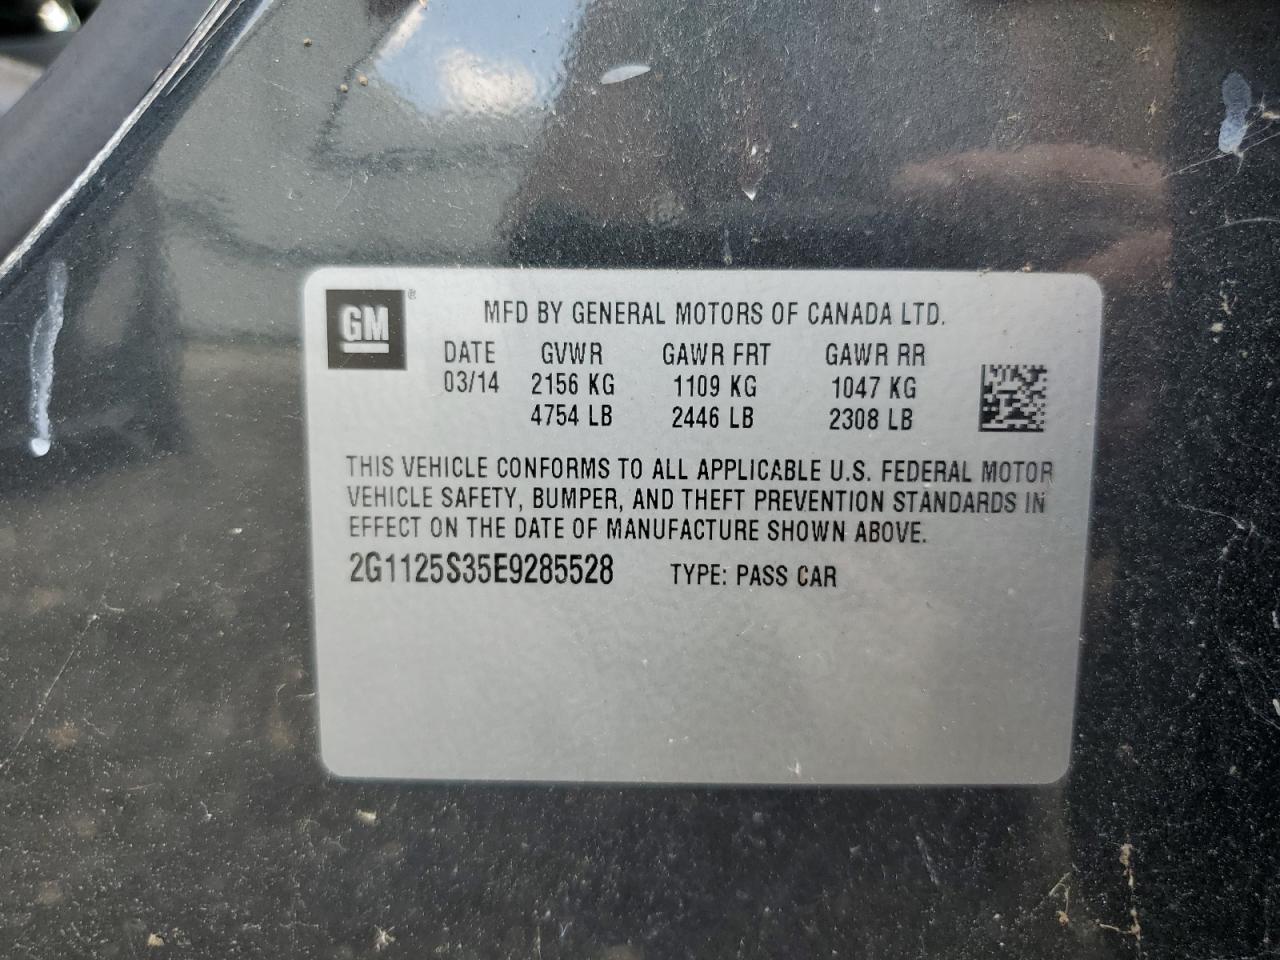 GM®
MFD BY GENERAL MOTORS OF CANADA LTD.
DATE GVWR GAWR FRT GAWR RR
03/14 2156 KG 1109 KG 1047 KG
4754 LB 2446 LB 2308 LB
THIS VEHICLE CONFORMS TO ALL APPLICABLE U.S. FEDERAL MOTOR
VEHICLE SAFETY, BUMPER, AND THEFT PREVENTION STANDARDS IN
EFFECT ON THE DATE OF MANUFACTURE SHOWN ABOVE.
2G1125S35E9285528 TYPE: PASS CAR